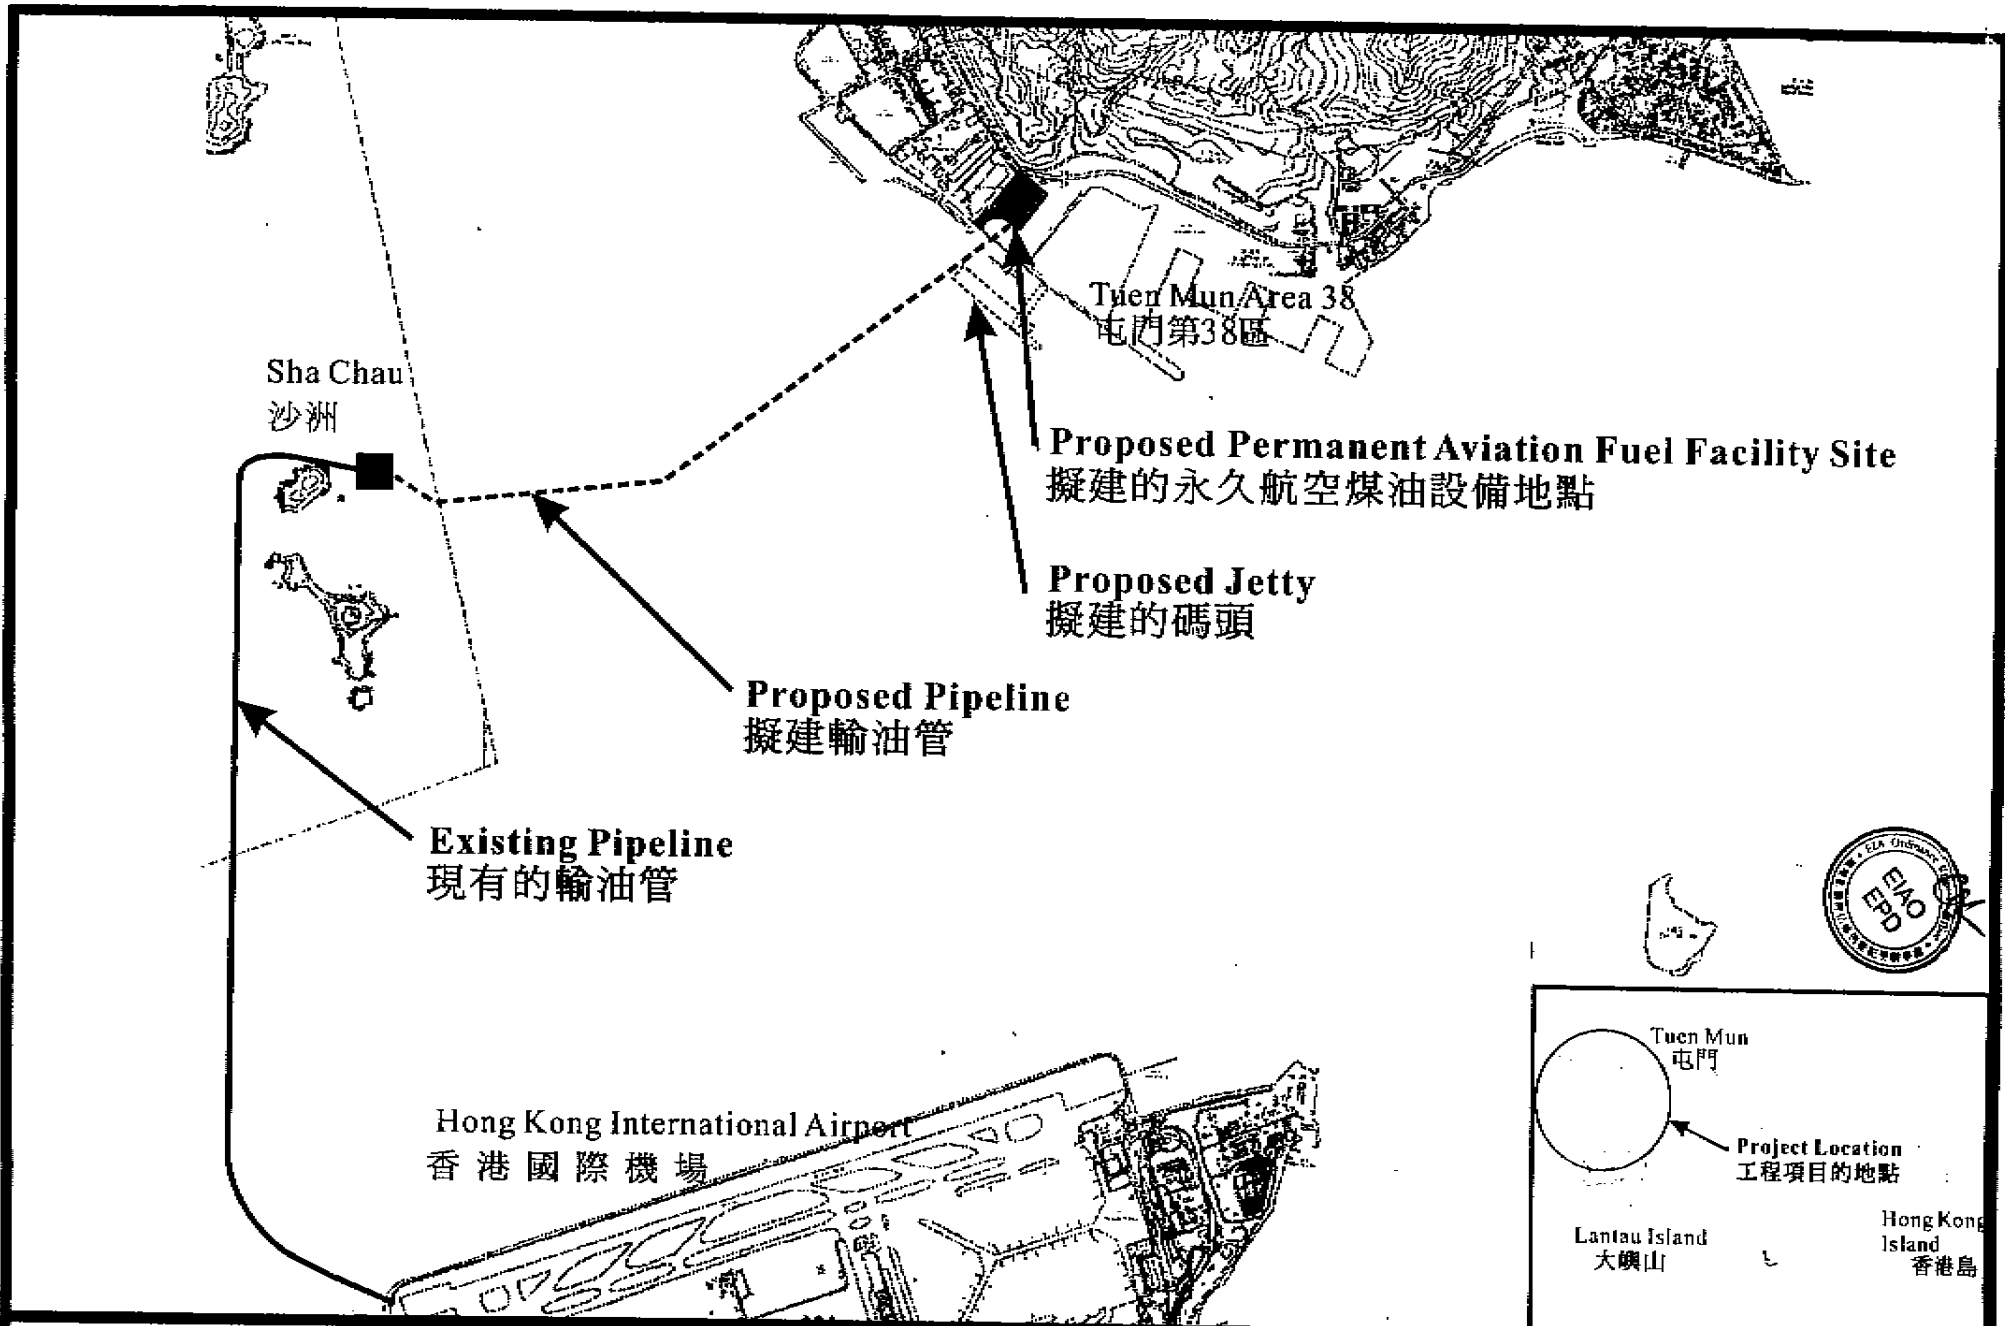 Tuen Mun Area 38
屯門第38區
Sha Chau
沙洲
Proposed Permanent Aviation Fuel Facility Site
擬建的永久航空煤油設備地點
Proposed Jetty
擬建的碼頭
Proposed Pipeline
擬建輸油管
Existing Pipeline
現有的輸油管
EIAO
EPD
Hong Kong International Airport
香港國際機場
Tuen Mun
屯門
Project Location
工程項目的地點
Lantau Island
大嶼山
Hong Kong
Island
香港島